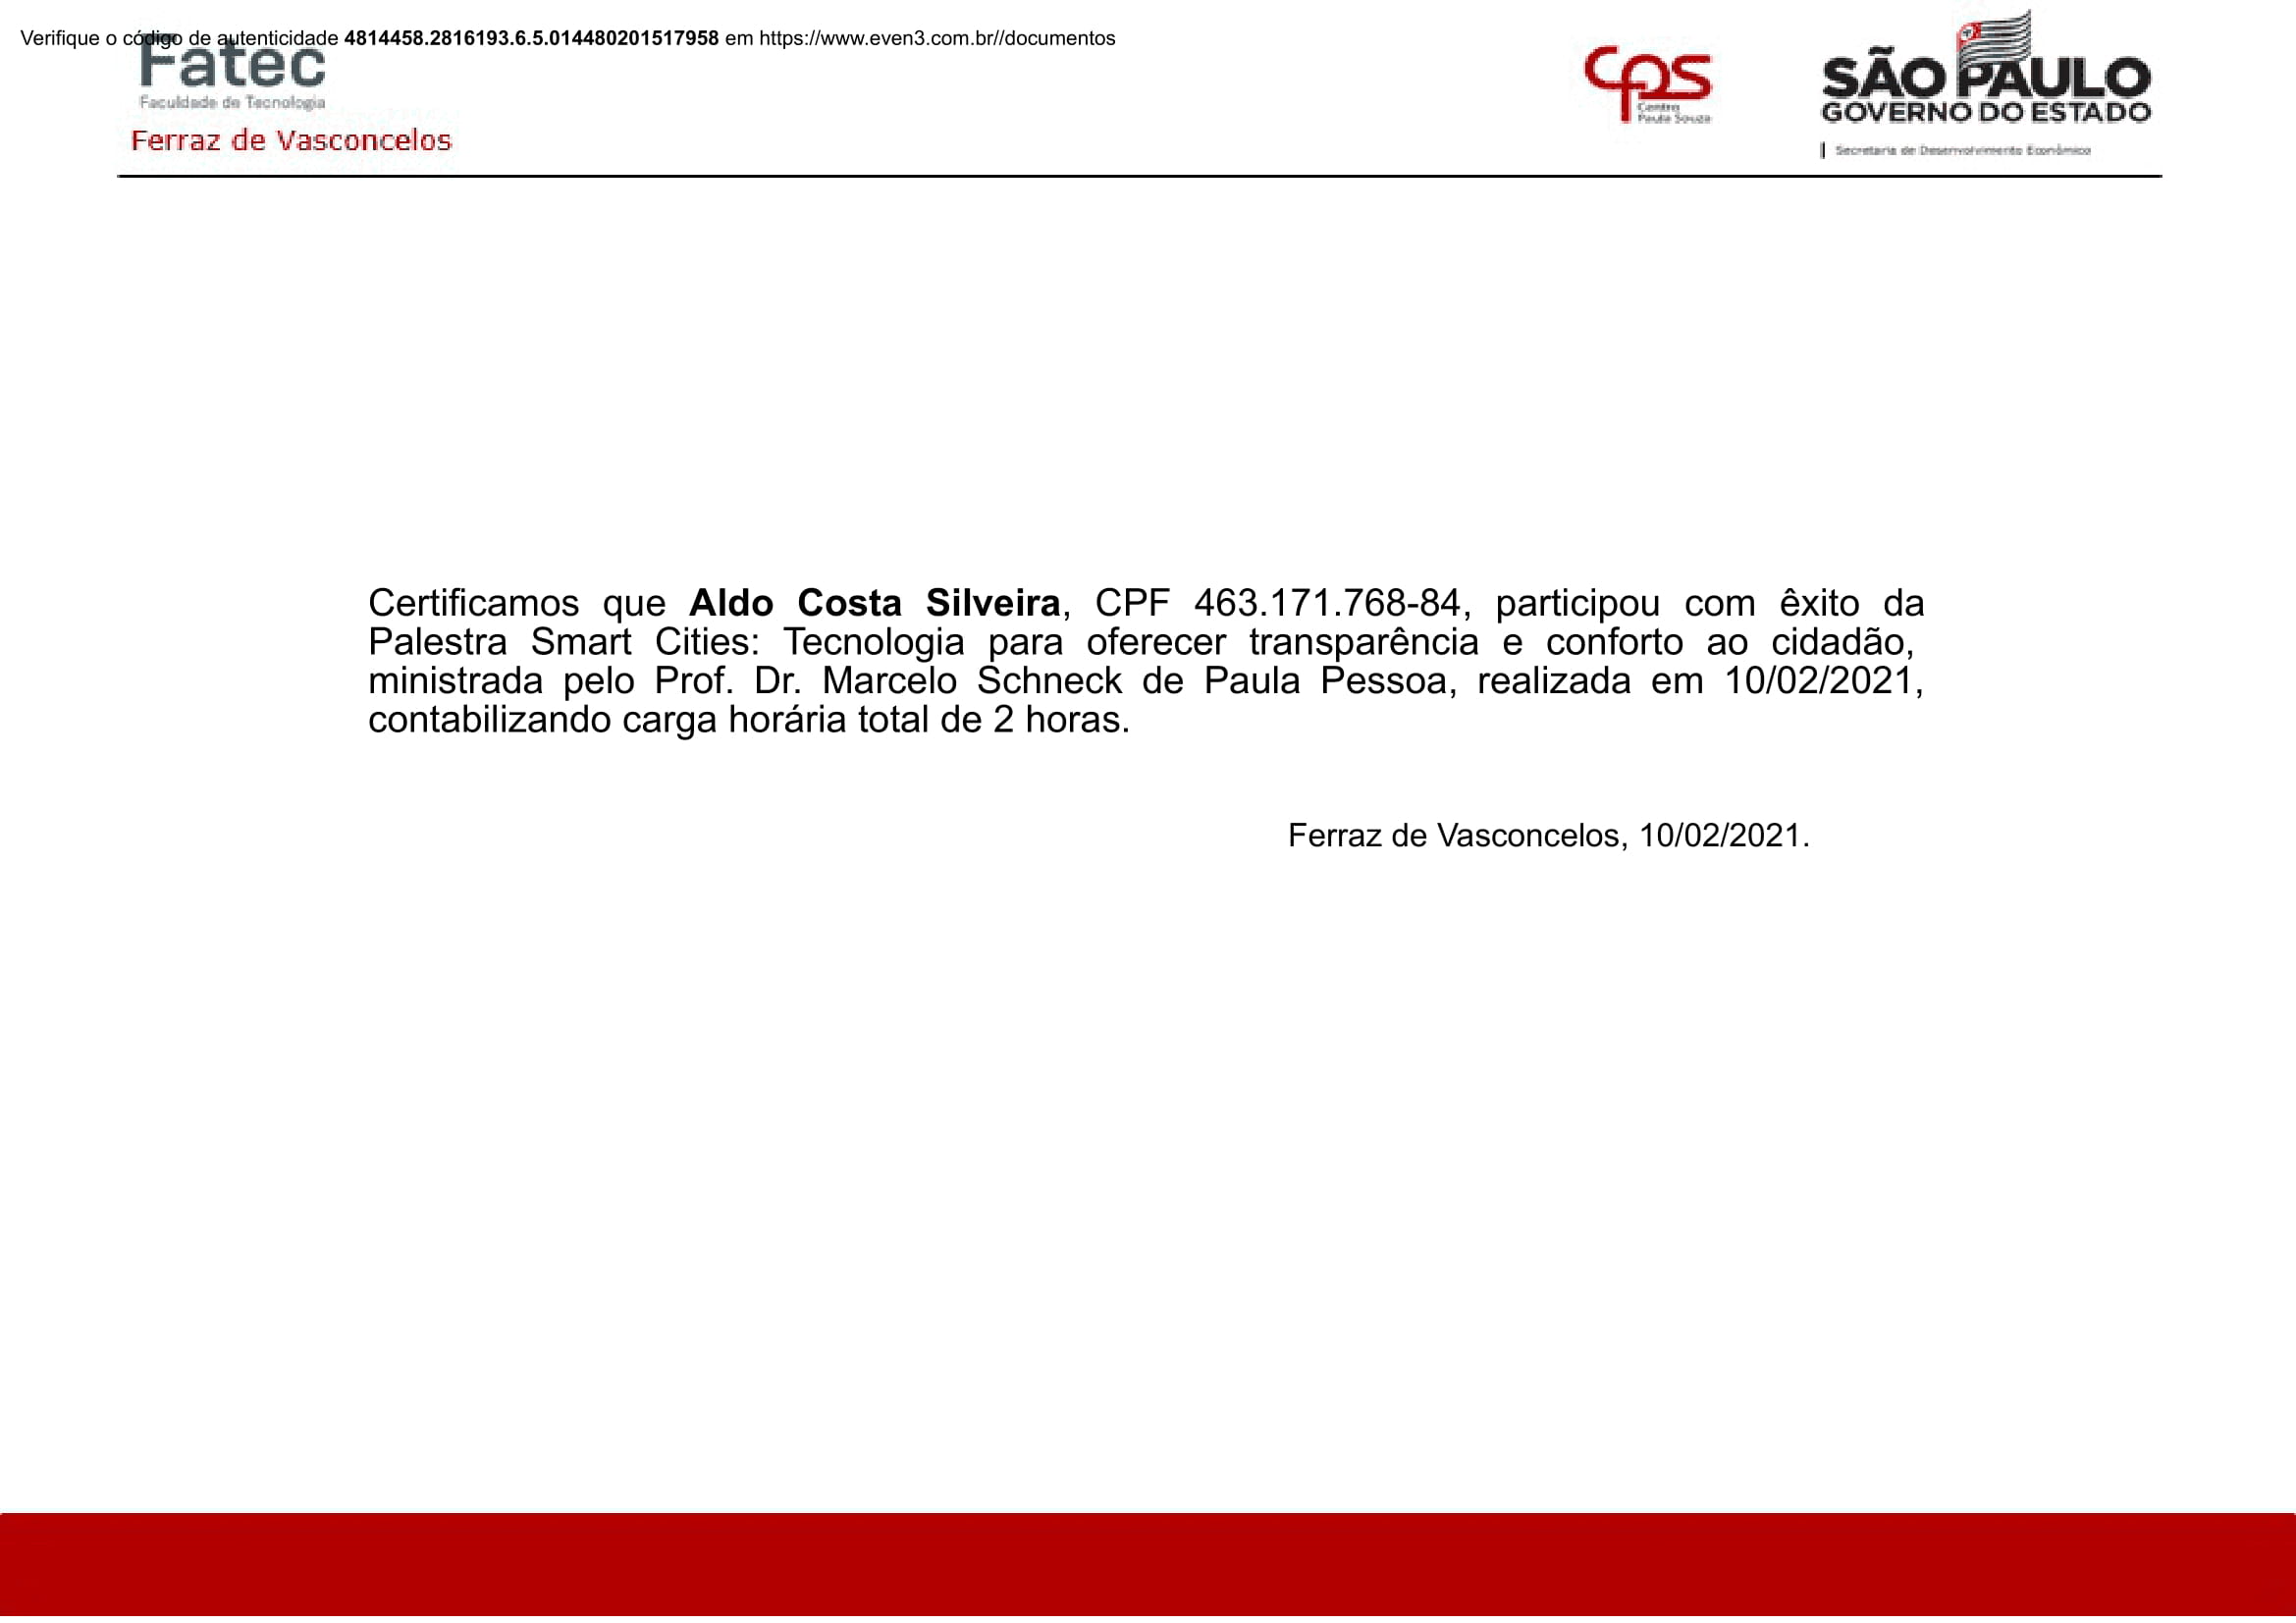 Verifique o código de autenticidade 4814458.2816193.6.5.014480201517958 em https://www.even3.com.br//documentos
Fatec
Faculdade de Tecnologia
Ferraz de Vasconcelos
CPS
Centro
Paula Souza
SÃO PAULO
GOVERNO DO ESTADO
Secretaria de Desenvolvimento Econômico
Certificamos que Aldo Costa Silveira, CPF 463.171.768-84, participou com êxito da
Palestra Smart Cities: Tecnologia para oferecer transparência e conforto ao cidadão,
ministrada pelo Prof. Dr. Marcelo Schneck de Paula Pessoa, realizada em 10/02/2021,
contabilizando carga horária total de 2 horas.
Ferraz de Vasconcelos, 10/02/2021.